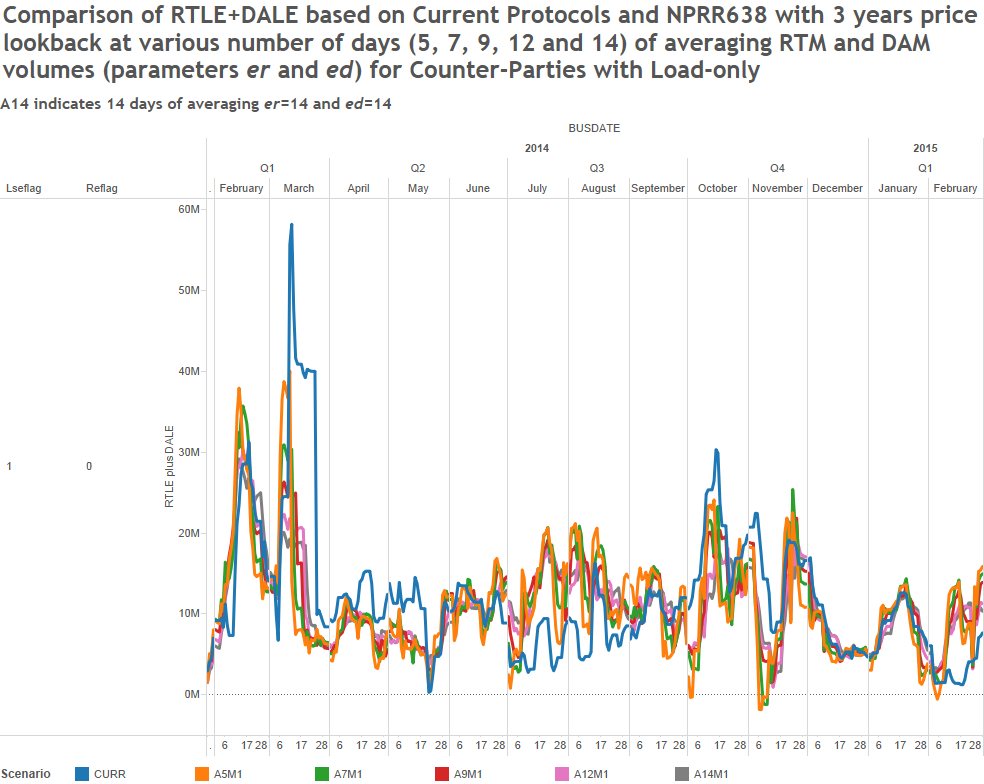 Comparison of RTLE+DALE based on Current Protocols and NPRR638 with 3 years price
lookback at various number of days (5, 7, 9, 12 and 14) of averaging RTM and DAM
volumes (parameters er and ed) for Counter-Parties with Load-only
A14 indicates 14 days of averaging er=14 and ed=14
BUSDATE
2014 2015
Q1 Q2 Q3 Q4 Q1
Lseflag Reflag . February March April May June July August September October November December January February
60M
50M
40M
30M
20M
10M
0M
RTLE plus DALE
1 0
. 6 17 28 6 17 28 6 17 28 6 17 28 6 17 28 6 17 28 6 17 28 6 17 28 6 17 28 6 17 28 6 17 28 6 17 28 6 17 28
Scenario CURR A5M1 A7M1 A9M1 A12M1 A14M1